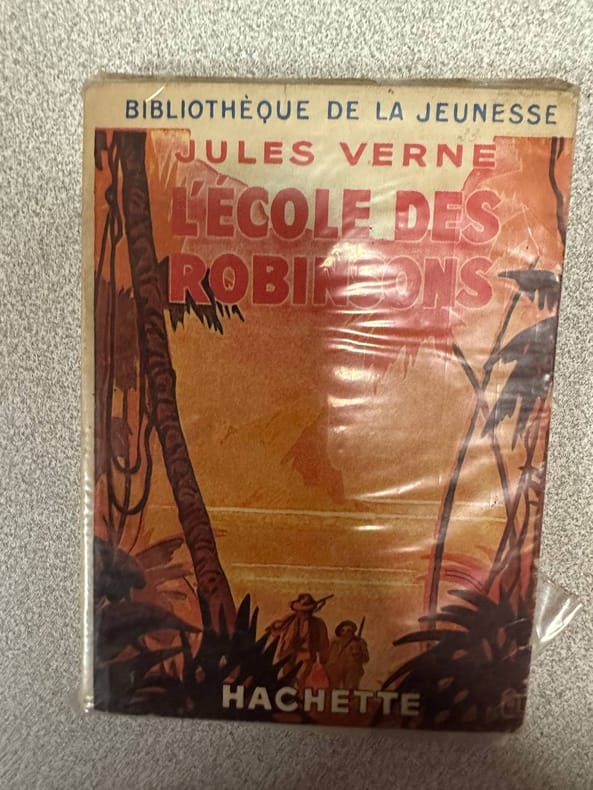 BIBLIOTHÈQUE DE LA JEUNESSE
JULES VERNE
L'ÉCOLE DES
ROBINSONS
HACHETTE